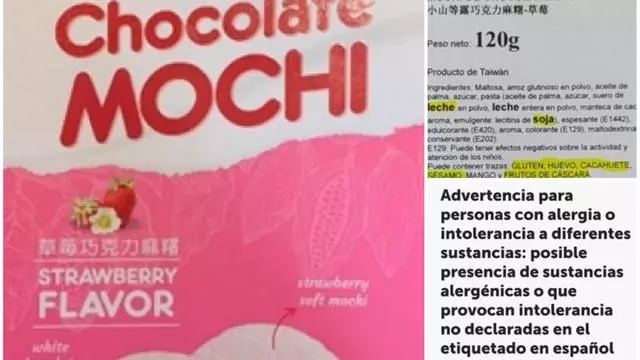 Chocolate
MOCHI
草莓巧克力麻糬
STRAWBERRY
FLAVOR
strawberry
soft mochi
white
小山等露巧克力麻糬-草莓
Peso neto: 120g
Producto de Taiwán
Ingredientes: Maltosa, arroz glutinoso en polvo, aceite de
palma, azúcar, pasta (aceite de palma, azúcar, suero de
leche en polvo, leche entera en polvo, manteca de cac
aroma, emulgente: lecitina de soja), espesante (E1442),
edulcorante (E420), aroma, colorante (E129), maltodextrina
conservante (E202).
E129: Puede tener efectos negativos sobre la actividad y
atención de los niños.
Puede contener trazas: GLUTEN, HUEVO, CACAHUETE,
SÉSAMO, MANGO y FRUTOS DE CÁSCARA.
Advertencia para
personas con alergia o
intolerancia a diferentes
sustancias: posible
presencia de sustancias
alergénicas o que
provocan intolerancia
no declaradas en el
etiquetado en español